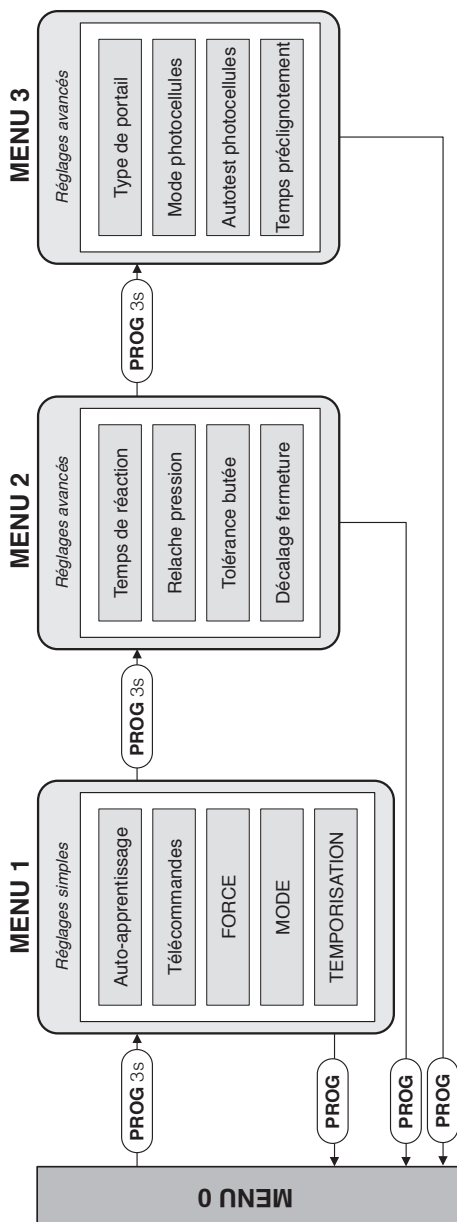 MENU 0
PROG 3s
MENU 1
Réglages simples
Auto-apprentissage
Télécommandes
FORCE
MODE
TEMPORISATION
PROG
PROG 3s
MENU 2
Réglages avancés
Temps de réaction
Relache pression
Tolérance butée
Décalage fermeture
PROG
PROG 3s
MENU 3
Réglages avancés
Type de portail
Mode photocellules
Autotest photocellules
Temps préclignotement
PROG